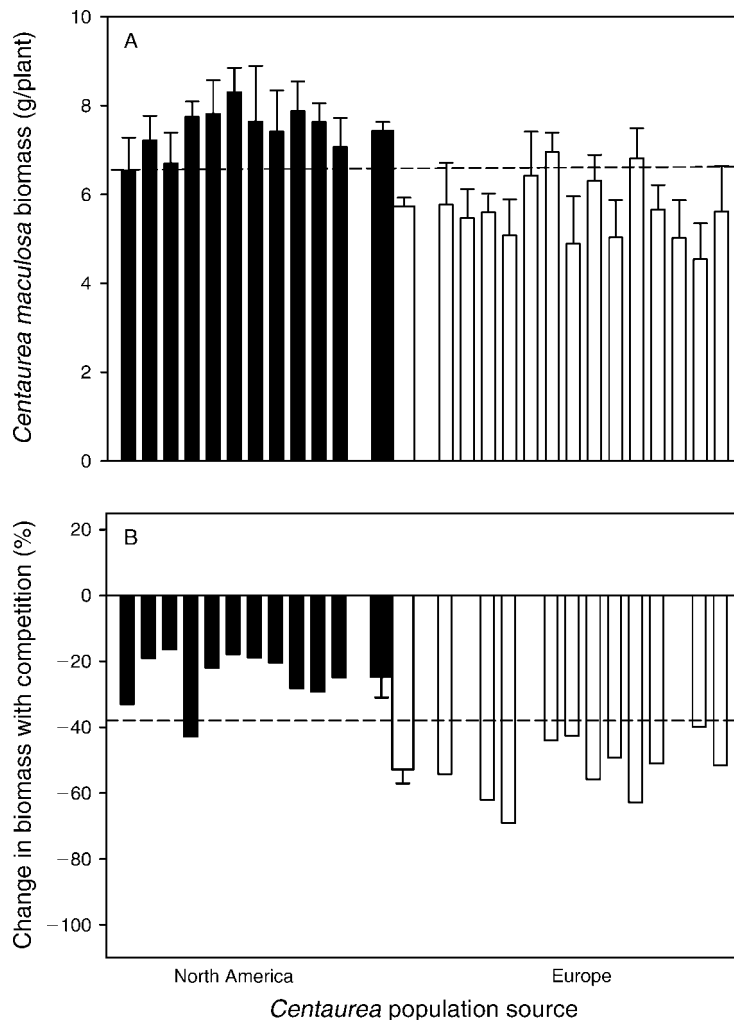 10
A
8
6
4
2
0
Centaurea maculosa biomass (g/plant)
B
20
0
−20
−40
−60
−80
−100
Change in biomass with competition (%)
North America Europe
Centaurea population source